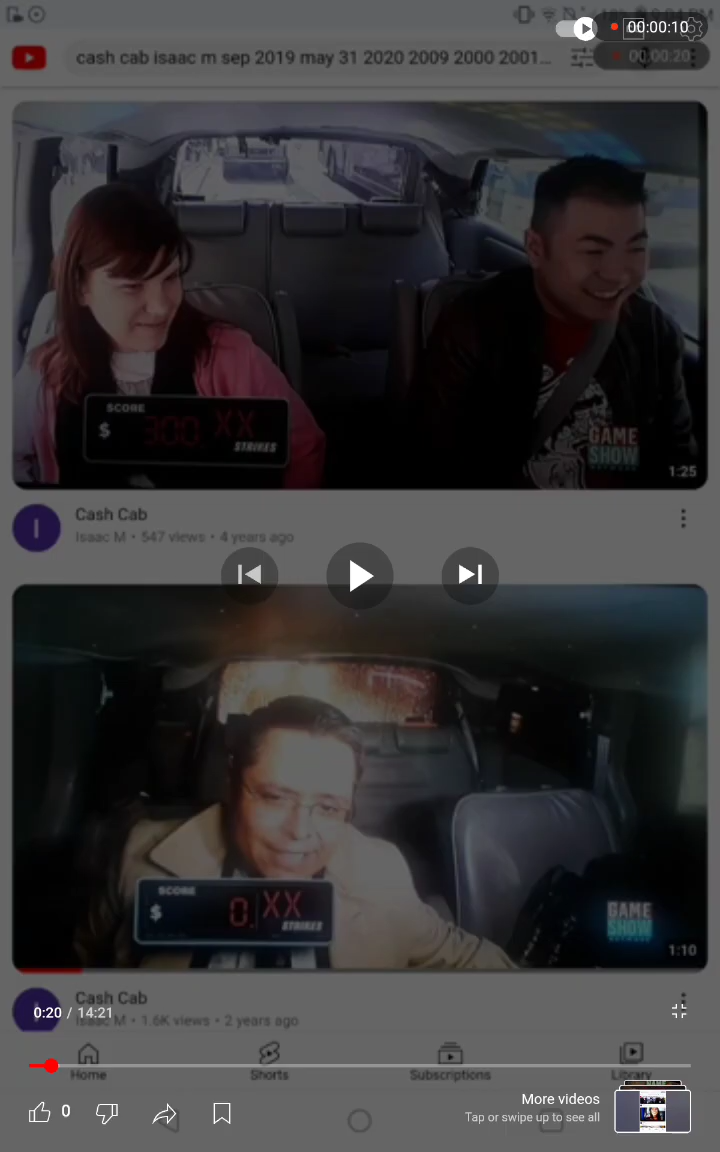 00:00:10
cash cab isaac m sep 2019 may 31 2020 2009 2000 2001...
00:00:20
SCORE
$ 300 XX
STRIKES
GAME
SHOW
1:25
I
Cash Cab
Isaac M • 547 views • 4 years ago
SCORE
$ 0. XX
STRIKES
GAME
SHOW
1:10
Cash Cab
0:20 / 14:21
Isaac M • 1.6K views • 2 years ago
Home
Shorts
Subscriptions
Library
0
More videos
Tap or swipe up to see all